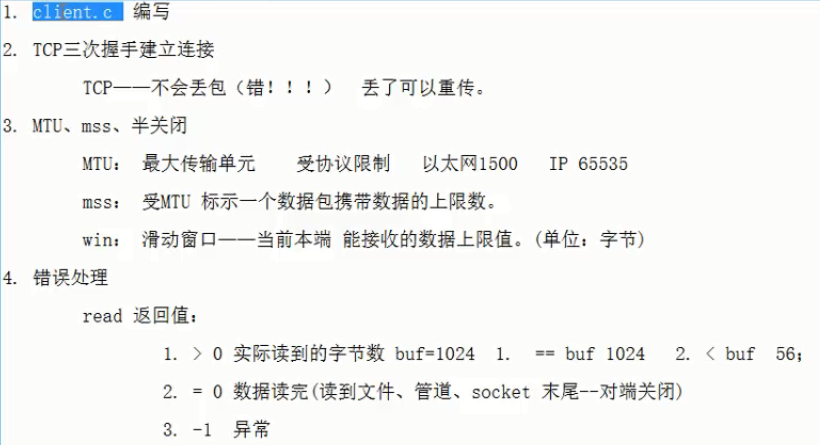 1. client.c 编写
2. TCP三次握手建立连接
TCP——不会丢包（错！！！） 丢了可以重传。
3. MTU、mss、半关闭
MTU： 最大传输单元 受协议限制 以太网1500 IP 65535
mss： 受MTU 标示一个数据包携带数据的上限数。
win： 滑动窗口——当前本端 能接收的数据上限值。(单位：字节)
4. 错误处理
read 返回值：
1. > 0 实际读到的字节数 buf=1024 1. == buf 1024 2. < buf 56；
2. = 0 数据读完(读到文件、管道、socket 末尾--对端关闭)
3. -1 异常